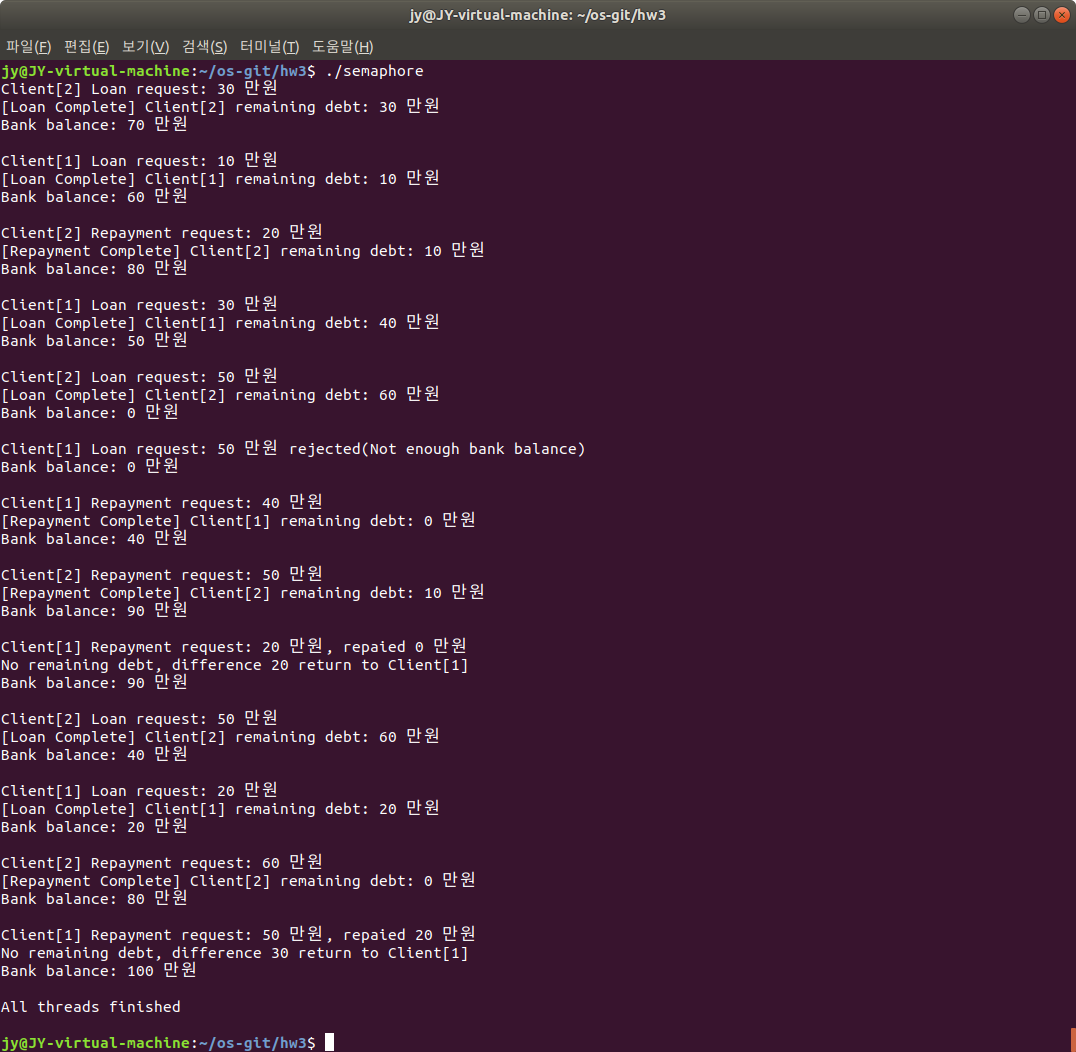 jy@JY-virtual-machine: ~/os-git/hw3
파일(F) 편집(E) 보기(V) 검색(S) 터미널(T) 도움말(H)
jy@JY-virtual-machine:~/os-git/hw3$ ./semaphore
Client[2] Loan request: 30 만원
[Loan Complete] Client[2] remaining debt: 30 만원
Bank balance: 70 만원

Client[1] Loan request: 10 만원
[Loan Complete] Client[1] remaining debt: 10 만원
Bank balance: 60 만원

Client[2] Repayment request: 20 만원
[Repayment Complete] Client[2] remaining debt: 10 만원
Bank balance: 80 만원

Client[1] Loan request: 30 만원
[Loan Complete] Client[1] remaining debt: 40 만원
Bank balance: 50 만원

Client[2] Loan request: 50 만원
[Loan Complete] Client[2] remaining debt: 60 만원
Bank balance: 0 만원

Client[1] Loan request: 50 만원 rejected(Not enough bank balance)
Bank balance: 0 만원

Client[1] Repayment request: 40 만원
[Repayment Complete] Client[1] remaining debt: 0 만원
Bank balance: 40 만원

Client[2] Repayment request: 50 만원
[Repayment Complete] Client[2] remaining debt: 10 만원
Bank balance: 90 만원

Client[1] Repayment request: 20 만원, repaied 0 만원
No remaining debt, difference 20 return to Client[1]
Bank balance: 90 만원

Client[2] Loan request: 50 만원
[Loan Complete] Client[2] remaining debt: 60 만원
Bank balance: 40 만원

Client[1] Loan request: 20 만원
[Loan Complete] Client[1] remaining debt: 20 만원
Bank balance: 20 만원

Client[2] Repayment request: 60 만원
[Repayment Complete] Client[2] remaining debt: 0 만원
Bank balance: 80 만원

Client[1] Repayment request: 50 만원, repaied 20 만원
No remaining debt, difference 30 return to Client[1]
Bank balance: 100 만원

All threads finished

jy@JY-virtual-machine:~/os-git/hw3$